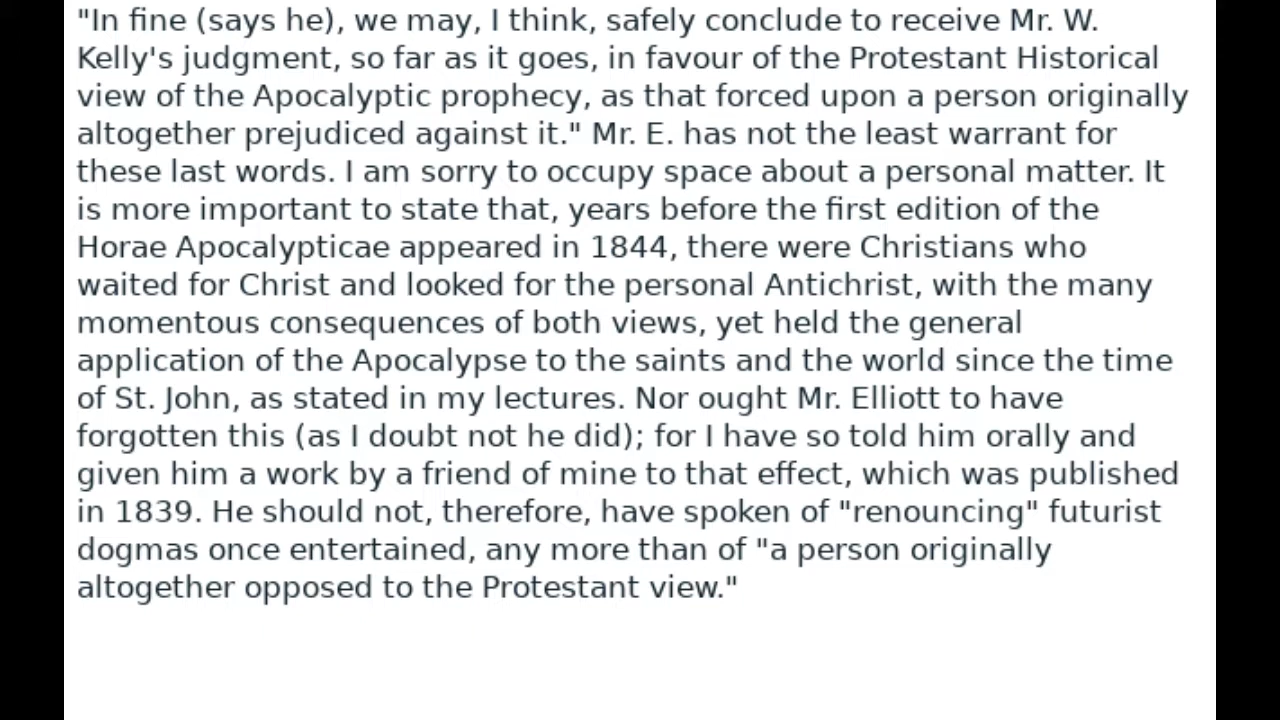 "In fine (says he), we may, I think, safely conclude to receive Mr. W.
Kelly's judgment, so far as it goes, in favour of the Protestant Historical
view of the Apocalyptic prophecy, as that forced upon a person originally
altogether prejudiced against it." Mr. E. has not the least warrant for
these last words. I am sorry to occupy space about a personal matter. It
is more important to state that, years before the first edition of the
Horae Apocalypticae appeared in 1844, there were Christians who
waited for Christ and looked for the personal Antichrist, with the many
momentous consequences of both views, yet held the general
application of the Apocalypse to the saints and the world since the time
of St. John, as stated in my lectures. Nor ought Mr. Elliott to have
forgotten this (as I doubt not he did); for I have so told him orally and
given him a work by a friend of mine to that effect, which was published
in 1839. He should not, therefore, have spoken of "renouncing" futurist
dogmas once entertained, any more than of "a person originally
altogether opposed to the Protestant view."